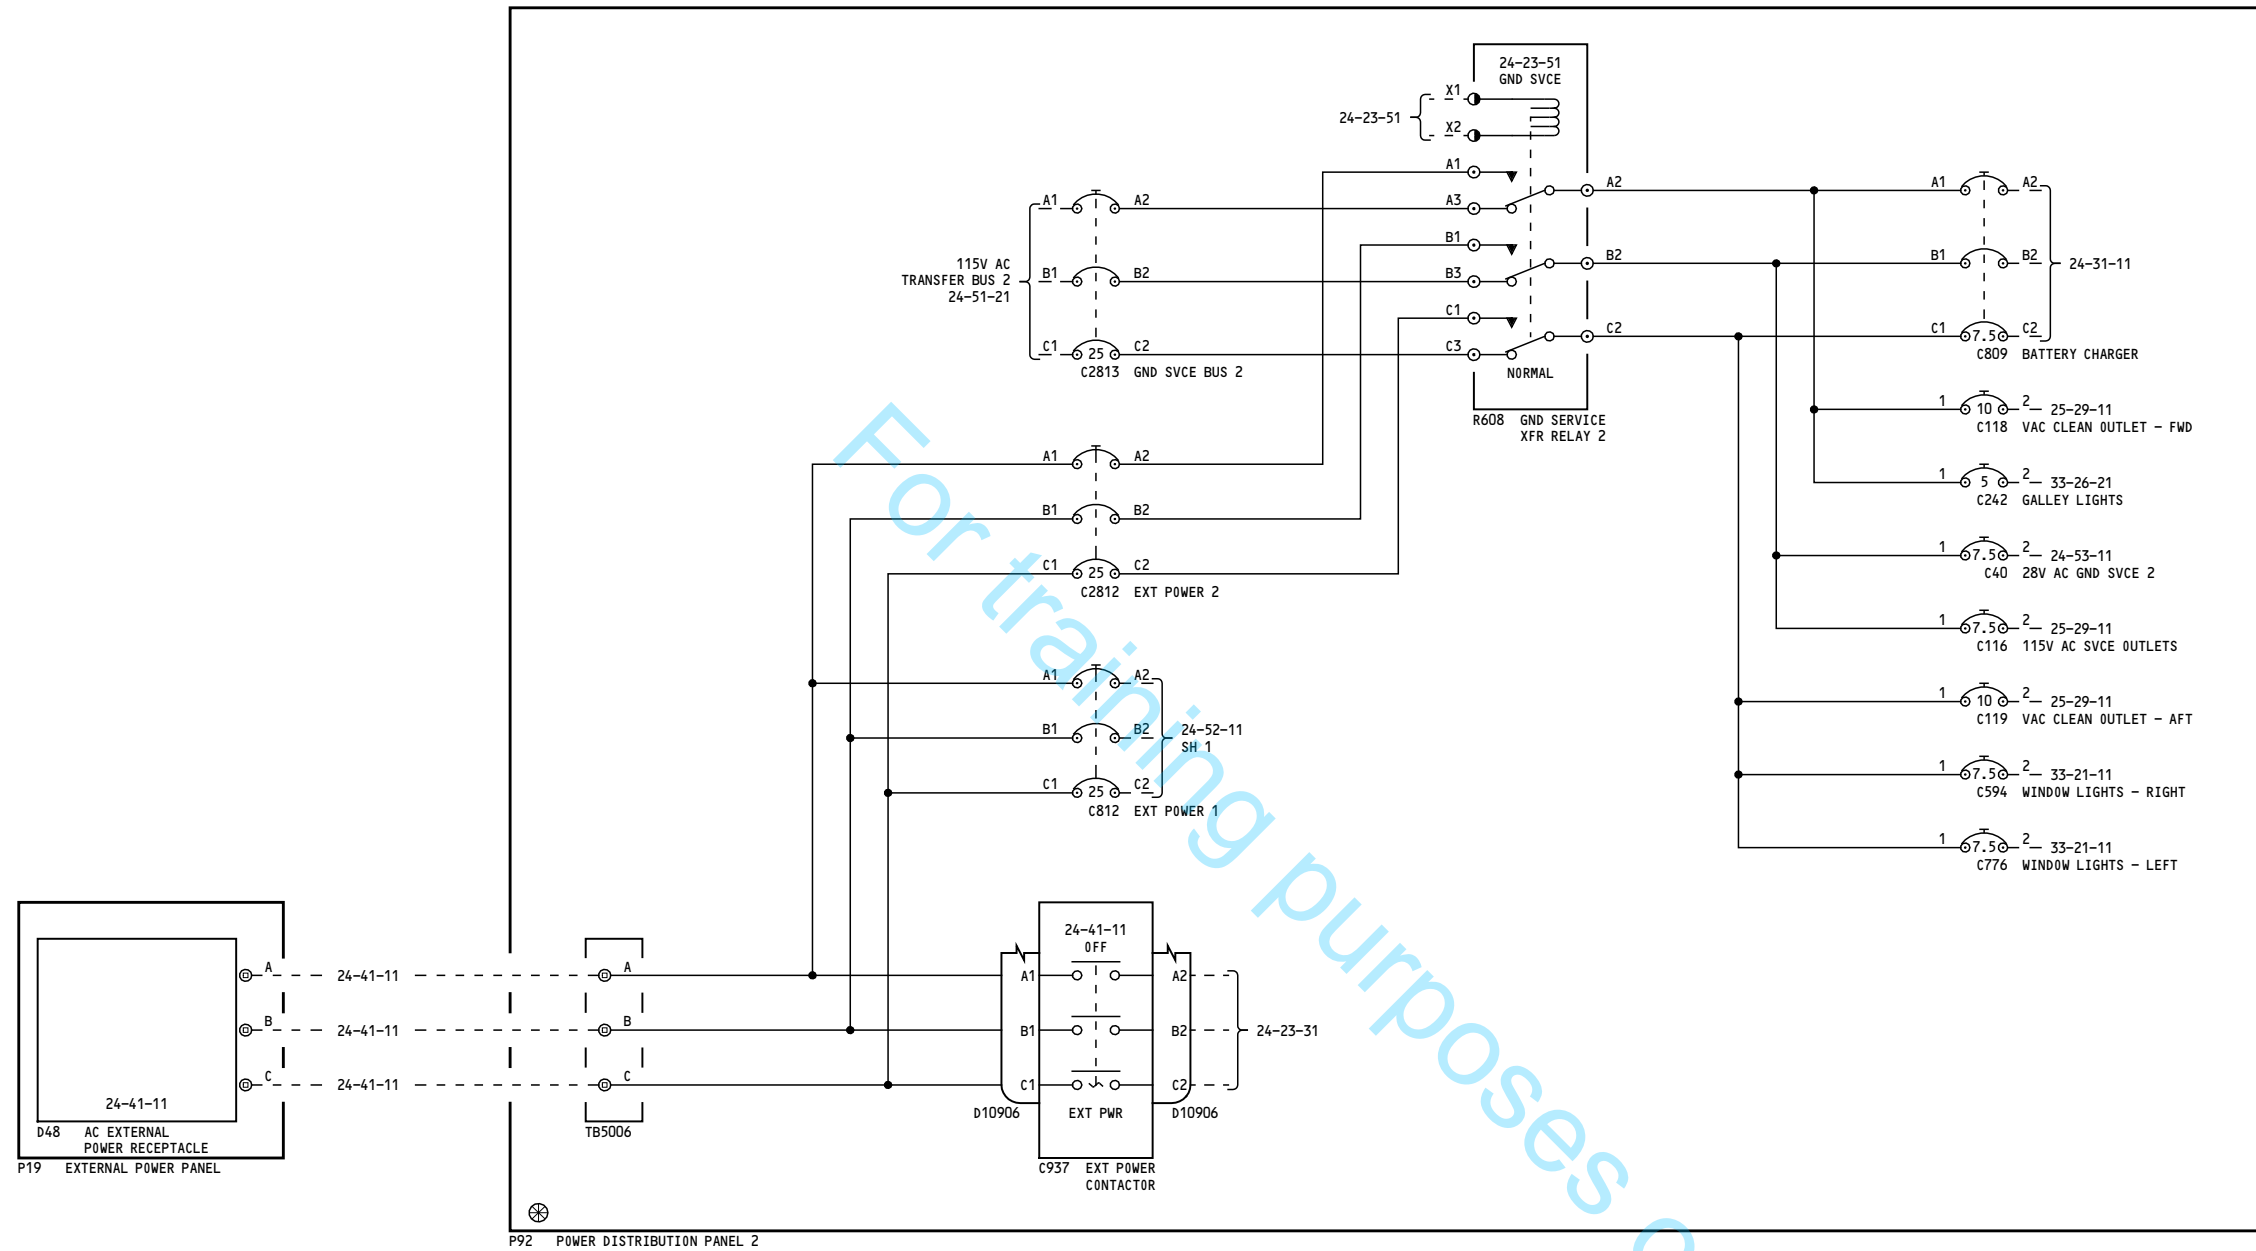 24-23-51
GND SVCE
X1
24-23-51
X2
A1
A1 A2
A3
A2
A1 A2
B1
115V AC
TRANSFER BUS 2
24-51-21
B1 B2
B3
B2
B1 B2 24-31-11
C1
C1 25 C2
C2813 GND SVCE BUS 2
C3
C2
NORMAL
C1 7.5 C2
C809 BATTERY CHARGER
R608 GND SERVICE
XFR RELAY 2
1 10 2 25-29-11
C118 VAC CLEAN OUTLET - FWD
A1 A2
1 5 2 33-26-21
C242 GALLEY LIGHTS
B1 B2
C1 25 C2
C2812 EXT POWER 2
1 7.5 2 24-53-11
C40 28V AC GND SVCE 2
1 7.5 2 25-29-11
C116 115V AC SVCE OUTLETS
A1 A2
B1 B2
24-52-11
SH 1
C1 25 C2
C812 EXT POWER 1
1 10 2 25-29-11
C119 VAC CLEAN OUTLET - AFT
1 7.5 2 33-21-11
C594 WINDOW LIGHTS - RIGHT
1 7.5 2 33-21-11
C776 WINDOW LIGHTS - LEFT
24-41-11
OFF
A 24-41-11 A A1 A2
B 24-41-11 B B1 B2 24-23-31
C 24-41-11 C C1 C2
24-41-11
D48 AC EXTERNAL
POWER RECEPTACLE
P19 EXTERNAL POWER PANEL
TB5006
D10906 EXT PWR D10906
C937 EXT POWER
CONTACTOR
P92 POWER DISTRIBUTION PANEL 2
For training purposes